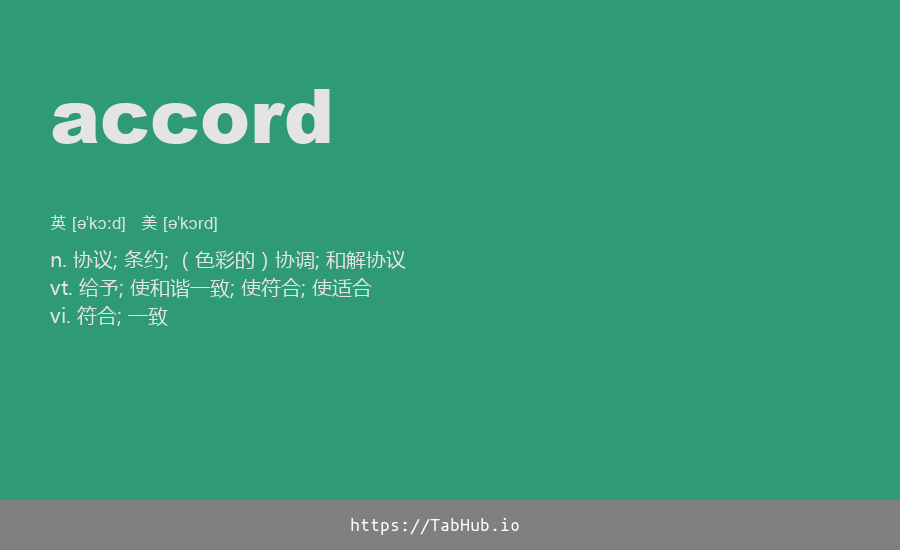 accord
英 [ə'kɔːd] 美 [ə'kɔrd]
n. 协议; 条约; （色彩的）协调; 和解协议
vt. 给予; 使和谐一致; 使符合; 使适合
vi. 符合; 一致
https://TabHub.io